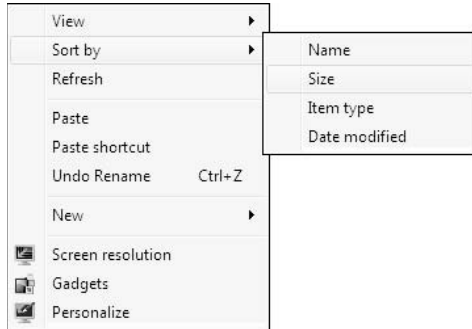 View
Sort by
Refresh
Paste
Paste shortcut
Undo Rename Ctrl+Z
New
Screen resolution
Gadgets
Personalize
Name
Size
Item type
Date modified